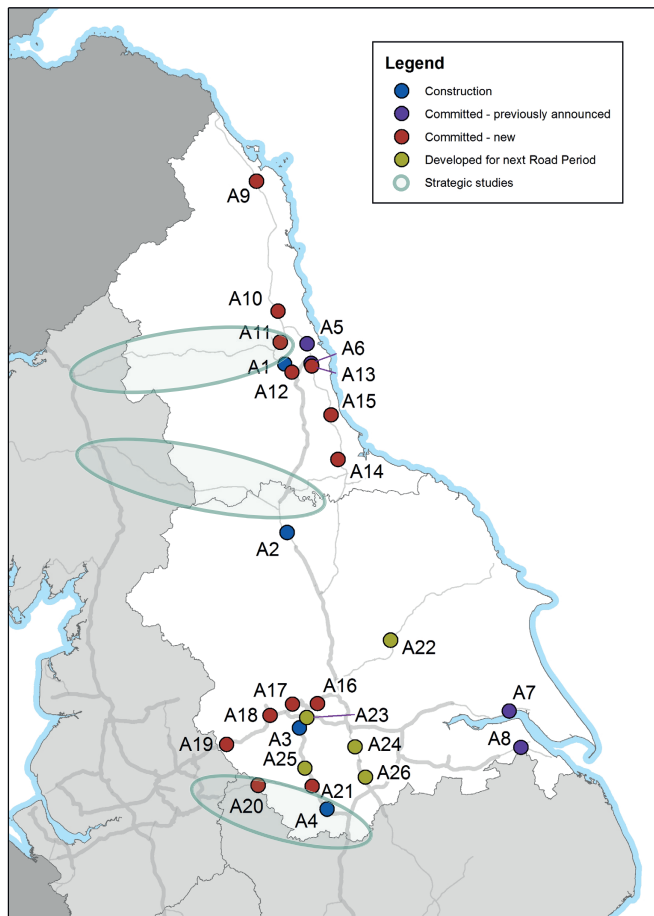 Legend
Construction
Committed - previously announced
Committed - new
Developed for next Road Period
Strategic studies
A9
A10
A5
A11
A6
A1
A13
A12
A15
A14
A2
A22
A17
A16
A7
A18
A23
A3
A19
A24
A8
A25
A26
A20
A21
A4